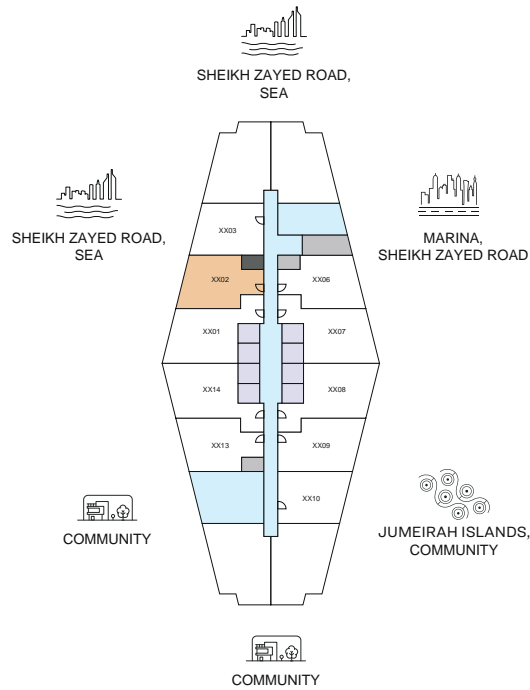 SHEIKH ZAYED ROAD,
SEA
SHEIKH ZAYED ROAD,
SEA
MARINA,
SHEIKH ZAYED ROAD
XX03
XX02
XX06
XX01
XX07
XX14
XX08
XX13
XX09
XX10
COMMUNITY
JUMEIRAH ISLANDS,
COMMUNITY
COMMUNITY